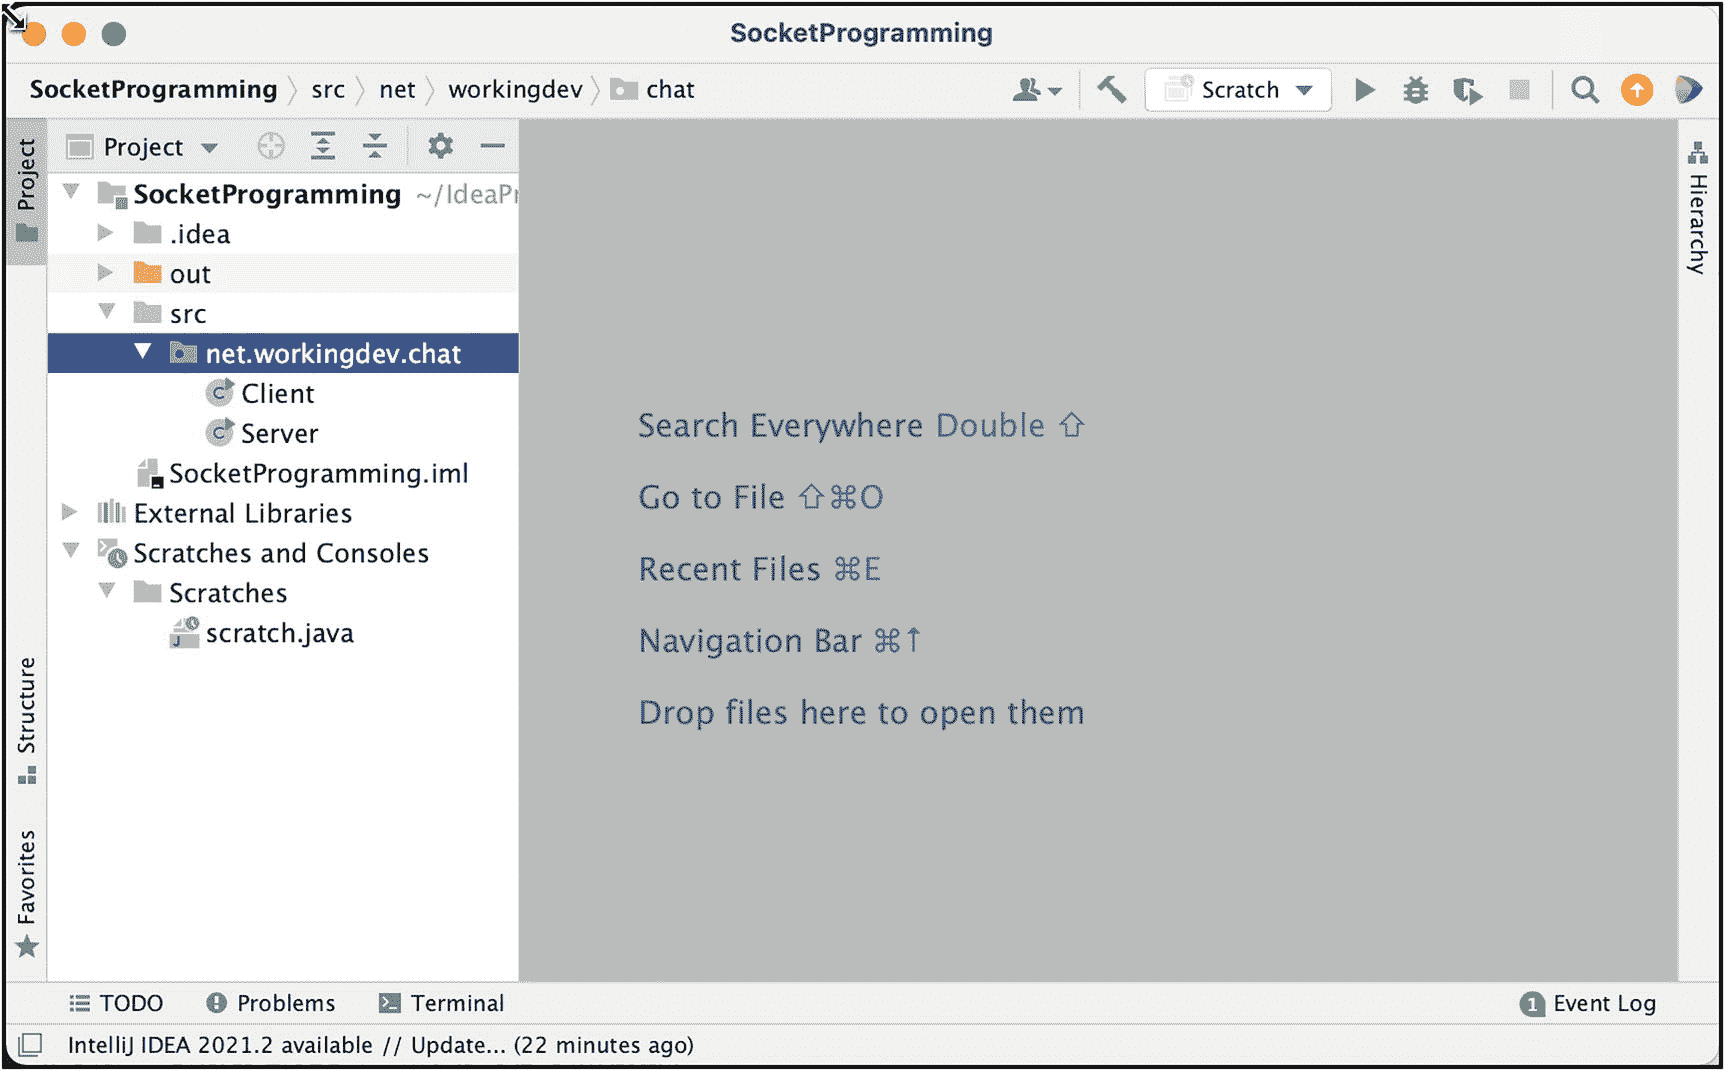 SocketProgramming
SocketProgramming src net workingdev chat Scratch
Project
Project
SocketProgramming ~/IdeaPr
.idea
out
src
net.workingdev.chat
Client
Server
SocketProgramming.iml
External Libraries
Scratches and Consoles
Scratches
scratch.java
Structure
Favorites
Search Everywhere Double ⇧
Go to File ⇧⌘O
Recent Files ⌘E
Navigation Bar ⌘↑
Drop files here to open them
Hierarchy
TODO Problems Terminal 1 Event Log
IntelliJ IDEA 2021.2 available // Update... (22 minutes ago)